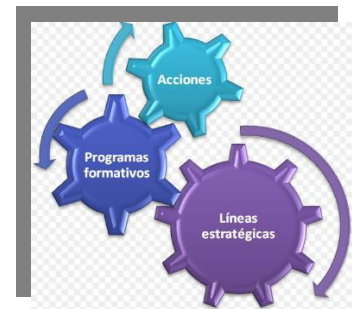 Acciones
Programas
formativos
Líneas
estratégicas